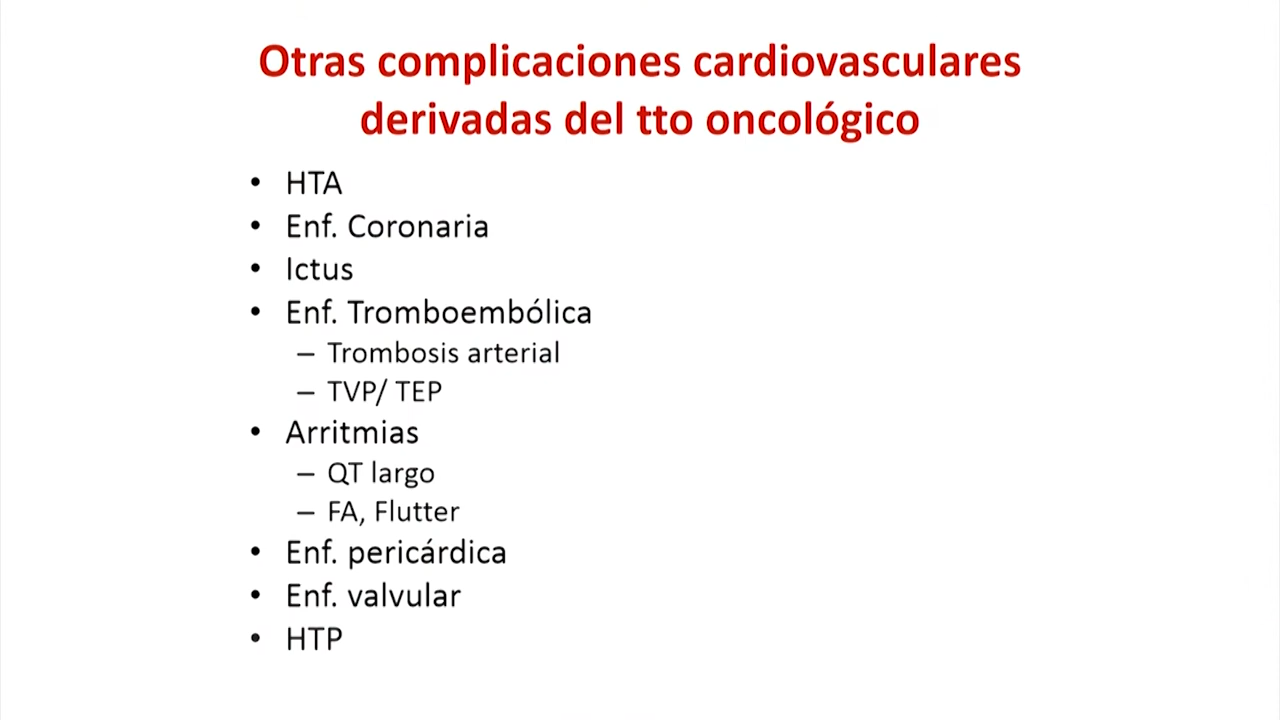 Otras complicaciones cardiovasculares
derivadas del tto oncológico
• HTA
• Enf. Coronaria
• Ictus
• Enf. Tromboembólica
– Trombosis arterial
– TVP/ TEP
• Arritmias
– QT largo
– FA, Flutter
• Enf. pericárdica
• Enf. valvular
• HTP